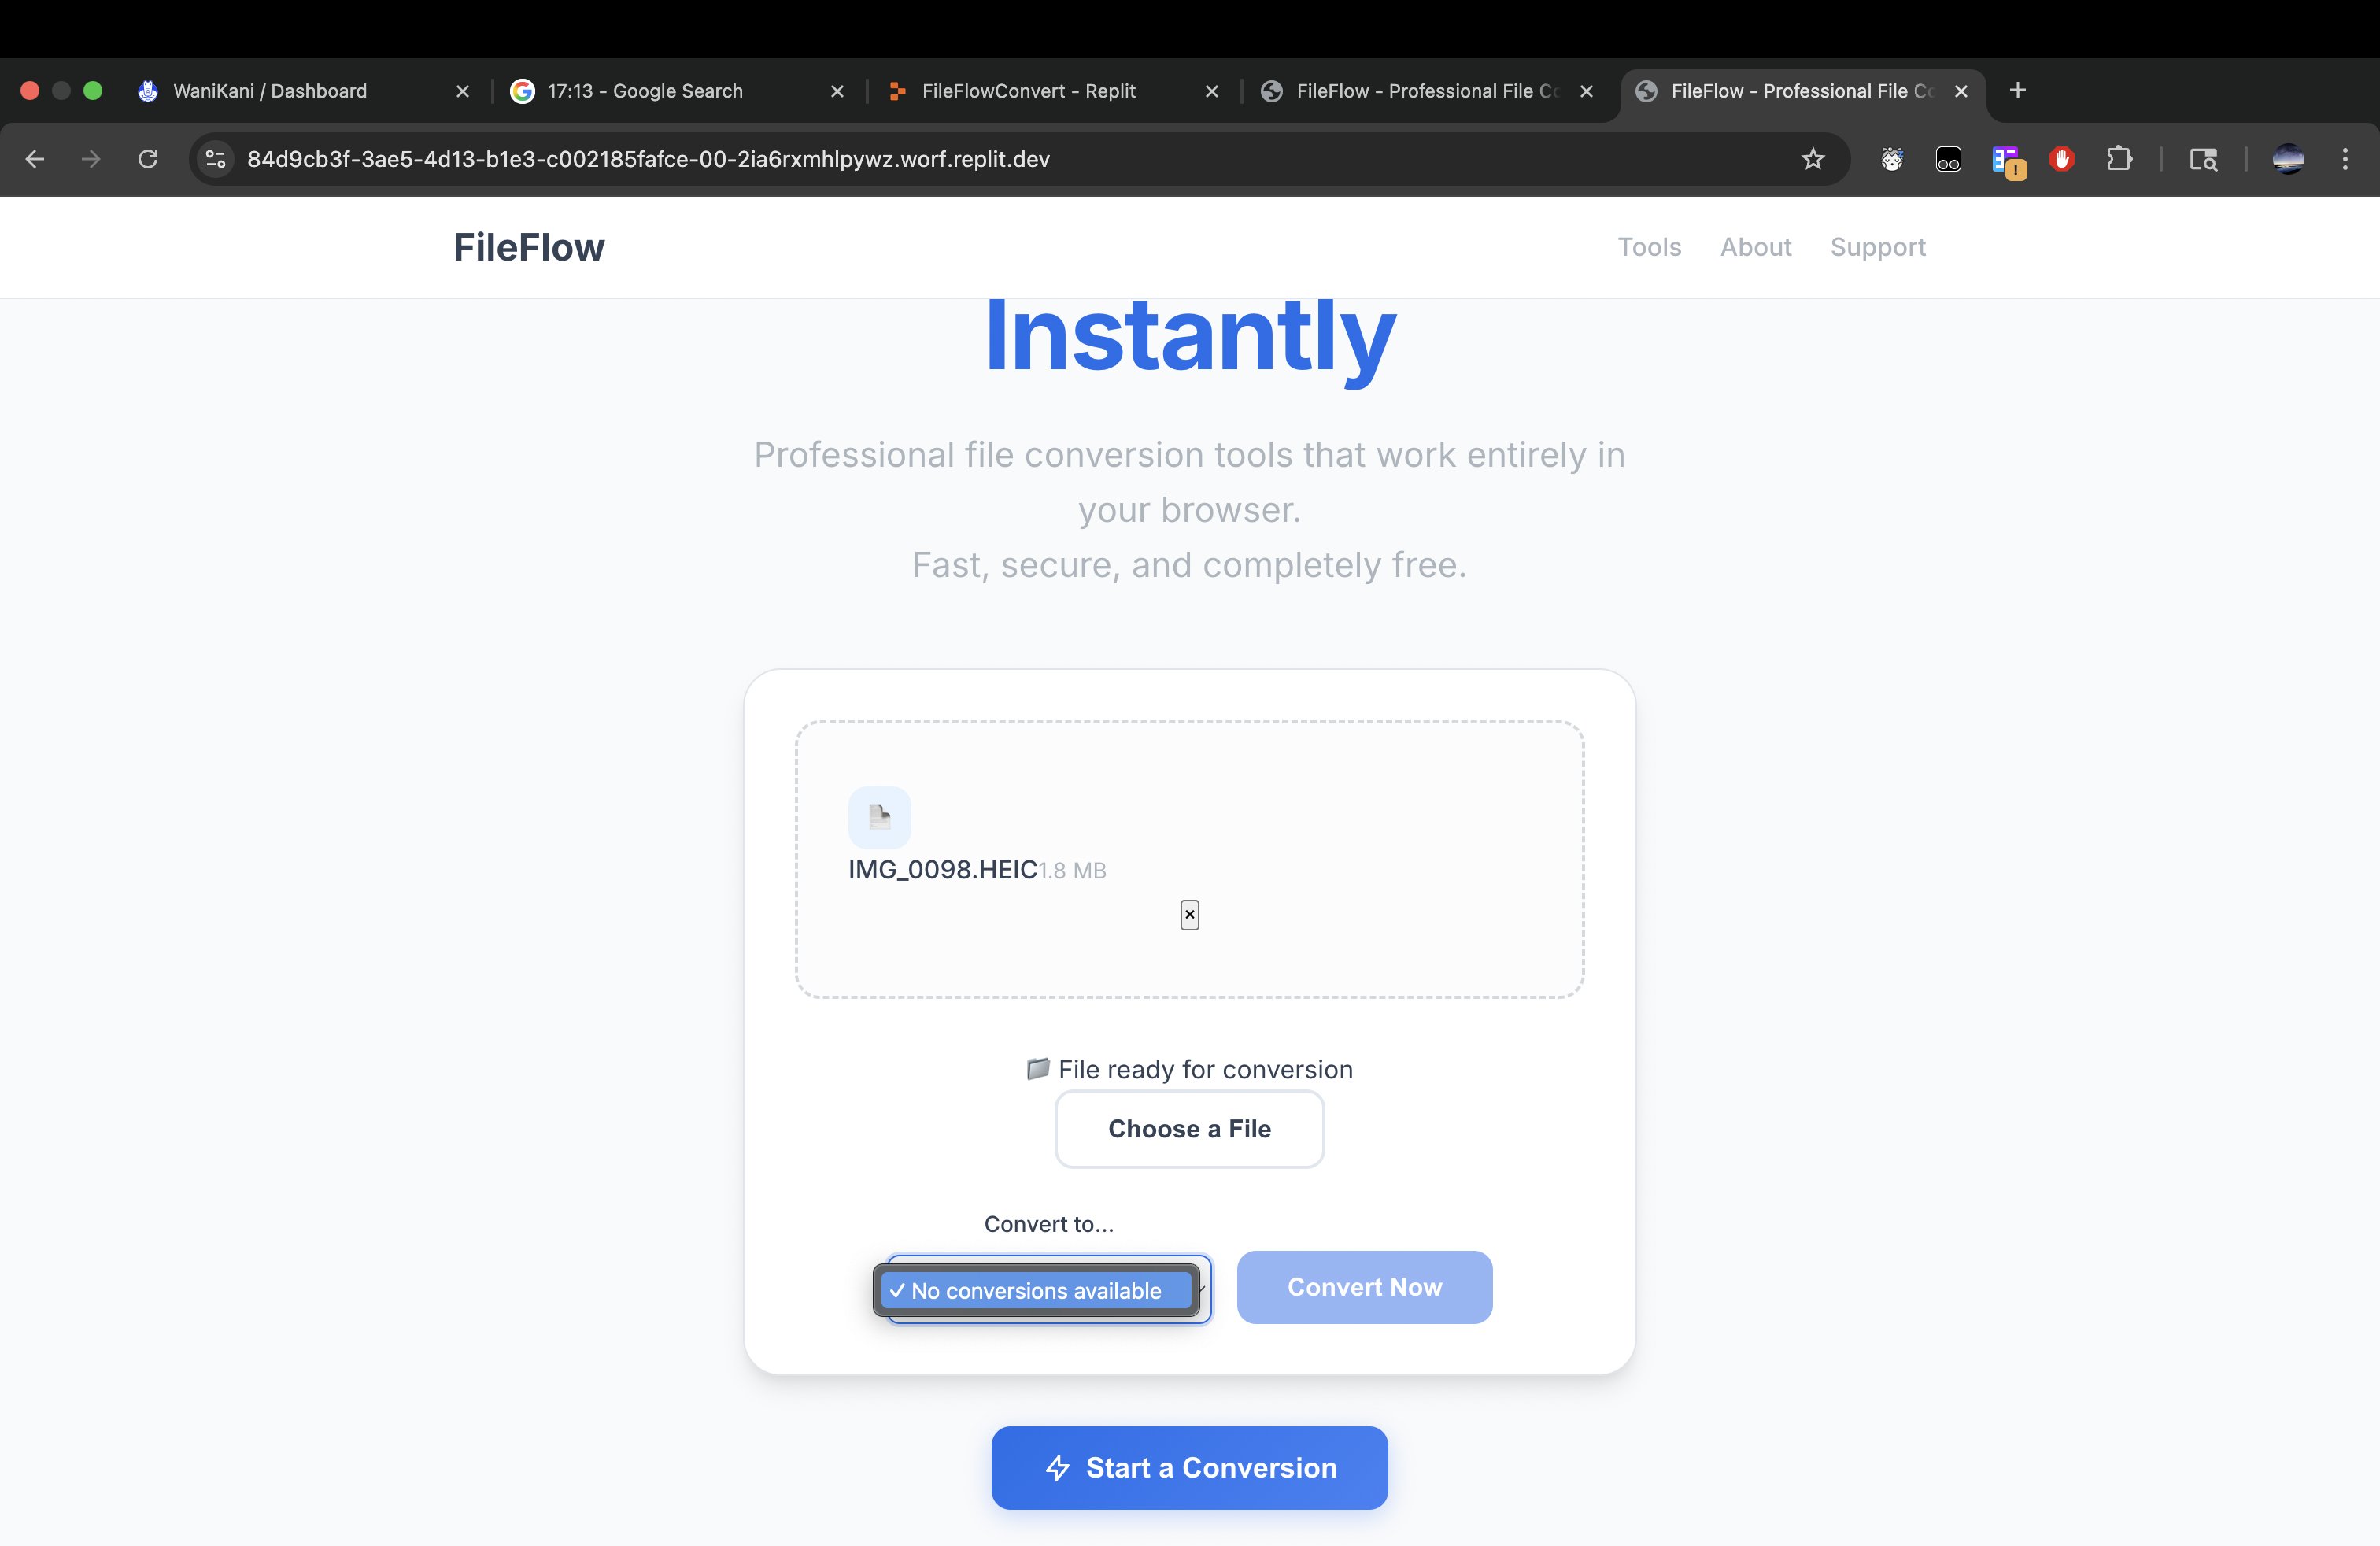 WaniKani / Dashboard
17:13 - Google Search
FileFlowConvert - Replit
FileFlow - Professional File Co
FileFlow - Professional File Co
84d9cb3f-3ae5-4d13-b1e3-c002185fafce-00-2ia6rxmhlpywz.worf.replit.dev
FileFlow
Tools
About
Support
Instantly
Professional file conversion tools that work entirely in
your browser.
Fast, secure, and completely free.
IMG_0098.HEIC1.8 MB
×
File ready for conversion
Choose a File
Convert to...
✓ No conversions available
Convert Now
Start a Conversion